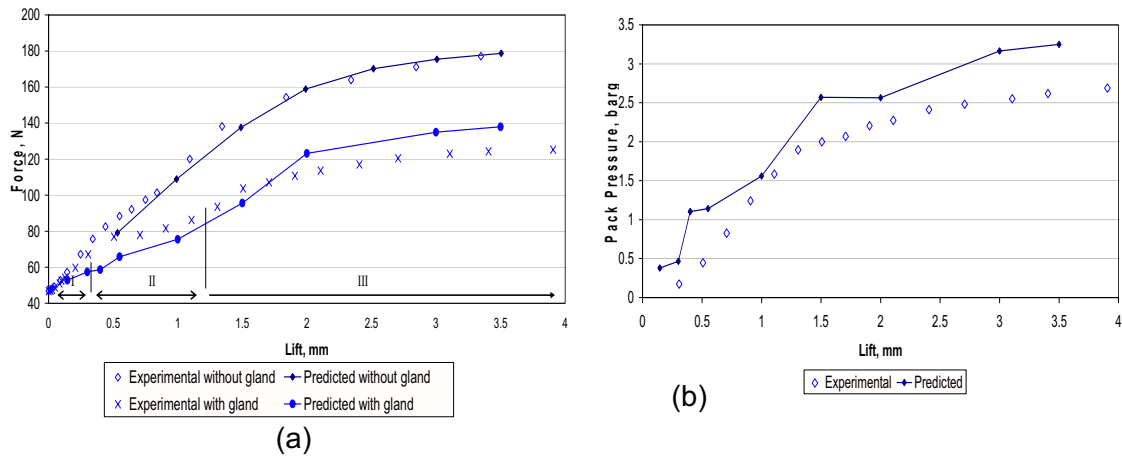 200
180
160
140
120
100
80
60
40
Force, N
I II III
0 0.5 1 1.5 2 2.5 3 3.5 4
Lift, mm
Experimental without gland Predicted without gland
Experimental with gland Predicted with gland
(a)
3.5
3
2.5
2
1.5
1
0.5
0
Pack Pressure, barg
0 0.5 1 1.5 2 2.5 3 3.5 4
Lift, mm
Experimental Predicted
(b)